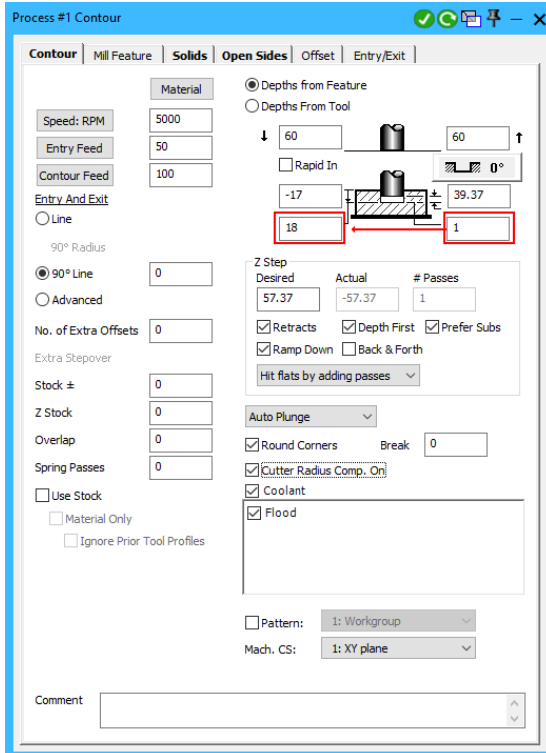 Process #1 Contour
Contour Mill Feature Solids Open Sides Offset Entry/Exit
Material
Speed: RPM 5000
Entry Feed 50
Contour Feed 100
Entry And Exit
Line
90° Radius
90° Line 0
Advanced
No. of Extra Offsets 0
Extra Stepover
Stock ± 0
Z Stock 0
Overlap 0
Spring Passes 0
Use Stock
Material Only
Ignore Prior Tool Profiles
Depths from Feature
Depths From Tool
60 60
Rapid In
0°
-17 39.37
18 1
Z Step
Desired Actual # Passes
57.37 -57.37 1
Retracts Depth First Prefer Subs
Ramp Down Back & Forth
Hit flats by adding passes
Auto Plunge
Round Corners Break 0
Cutter Radius Comp. On
Coolant
Flood
Pattern: 1: Workgroup
Mach. CS: 1: XY plane
Comment